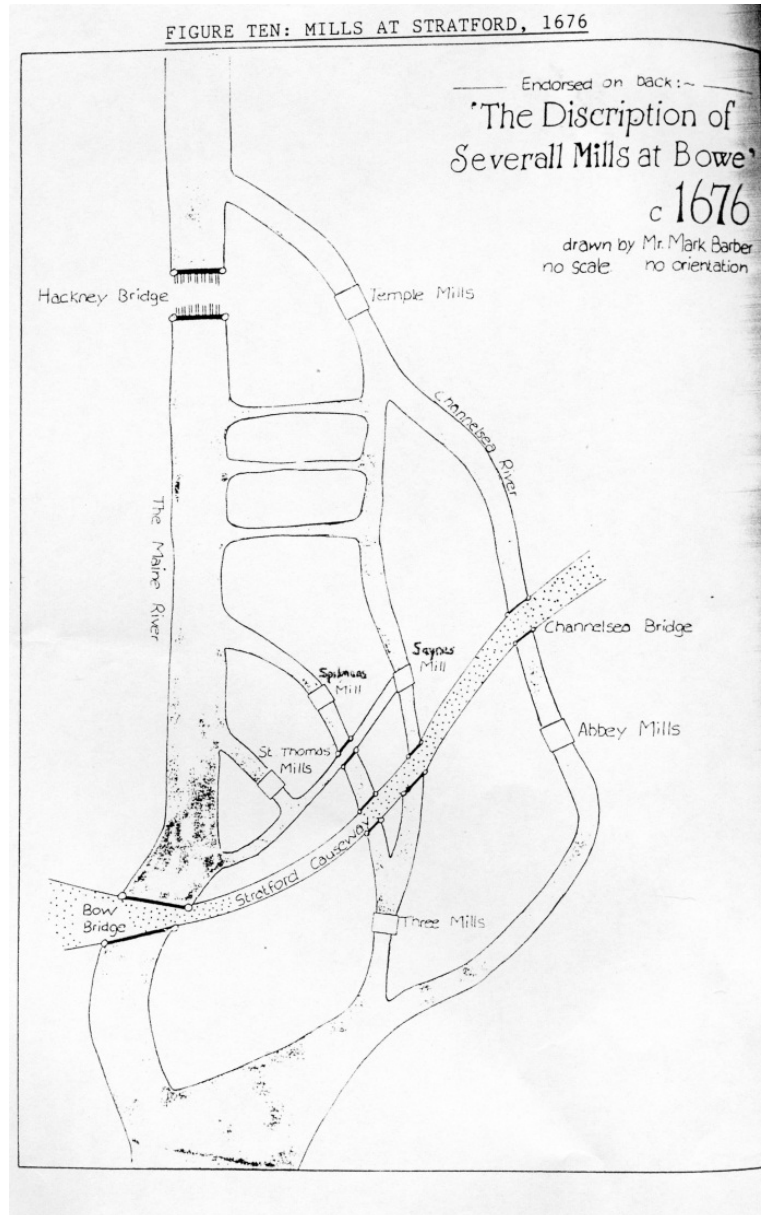 FIGURE TEN: MILLS AT STRATFORD, 1676
Endorsed on back:~
'The Discription of
Severall Mills at Bowe'
c 1676
drawn by Mr. Mark Barber
no scale no orientation
Hackney Bridge
Temple Mills
Channelsea River
The Maine River
Channelsea Bridge
Saynes
Mill
Spilmans
Mill
Abbey Mills
St Thomas
Mills
Stratford Causeway
Bow
Bridge
Three Mills